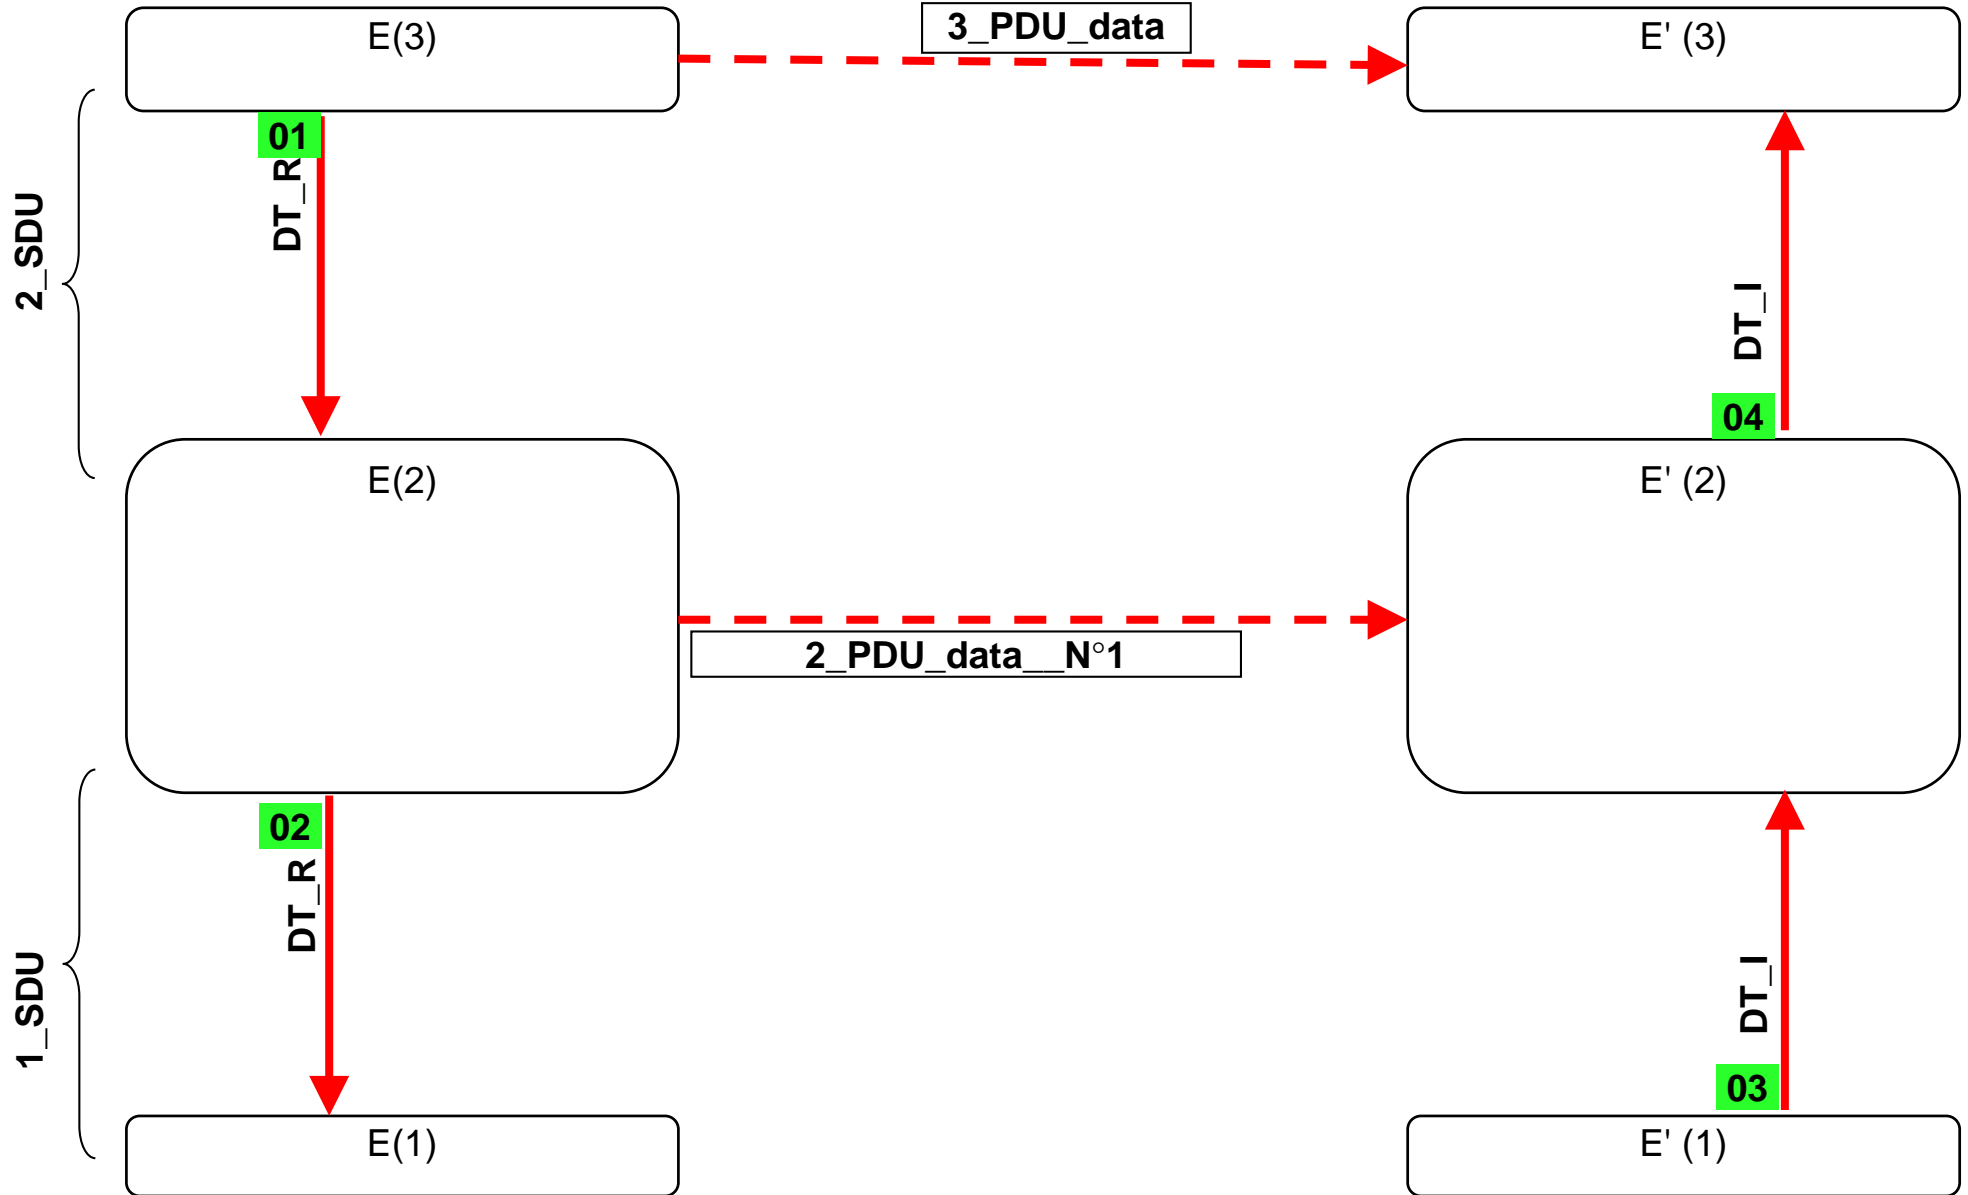 E(3)
3_PDU_data
E' (3)
01
DT_R
2_SDU
DT_I
04
E(2)
E' (2)
2_PDU_data__N°1
02
DT_R
1_SDU
DT_I
03
E(1)
E' (1)